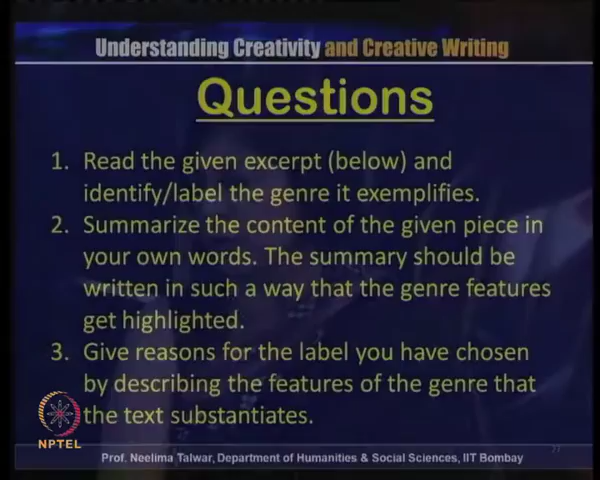 Understanding Creativity and Creative Writing
Questions
1. Read the given excerpt (below) and
identify/label the genre it exemplifies.
2. Summarize the content of the given piece in
your own words. The summary should be
written in such a way that the genre features
get highlighted.
3. Give reasons for the label you have chosen
by describing the features of the genre that
the text substantiates.
NPTEL
Prof. Neelima Talwar, Department of Humanities & Social Sciences, IIT Bombay